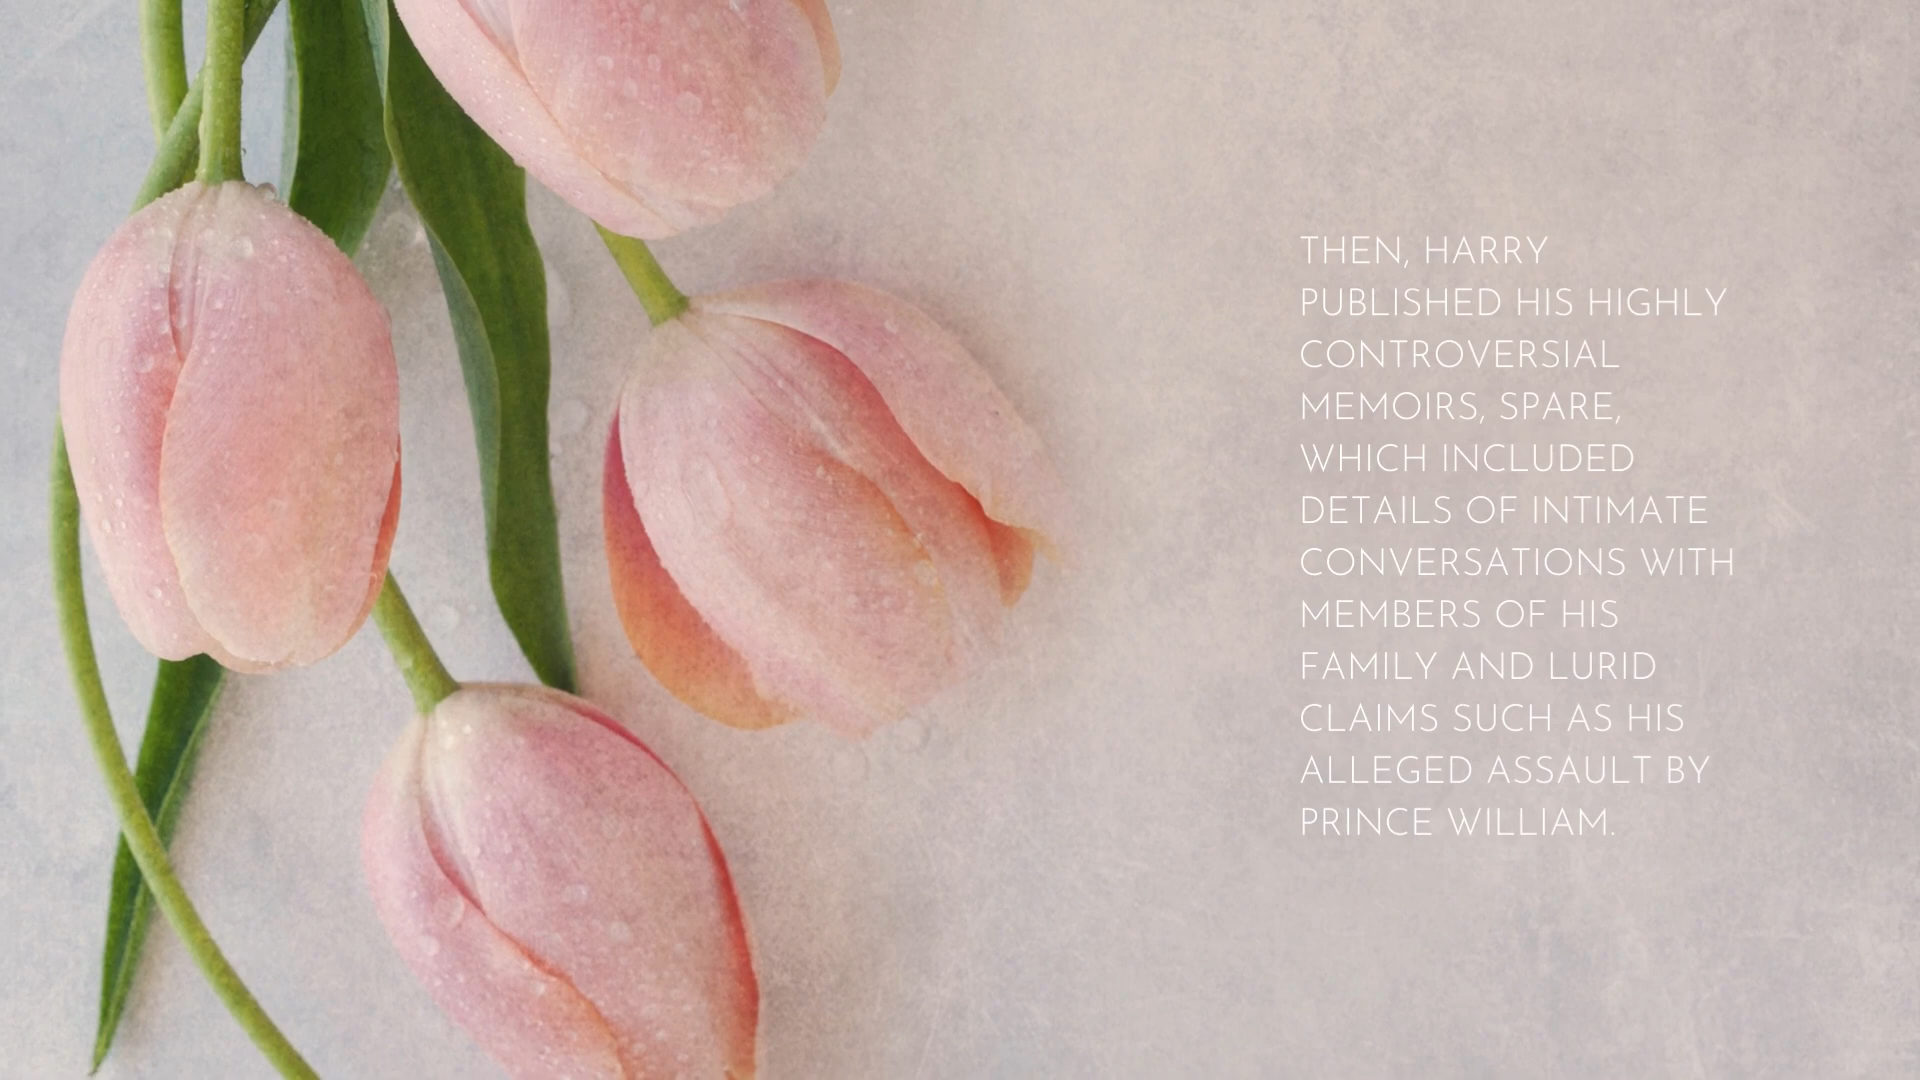 THEN, HARRY
PUBLISHED HIS HIGHLY
CONTROVERSIAL
MEMOIRS, SPARE,
WHICH INCLUDED
DETAILS OF INTIMATE
CONVERSATIONS WITH
MEMBERS OF HIS
FAMILY AND LURID
CLAIMS SUCH AS HIS
ALLEGED ASSAULT BY
PRINCE WILLIAM.